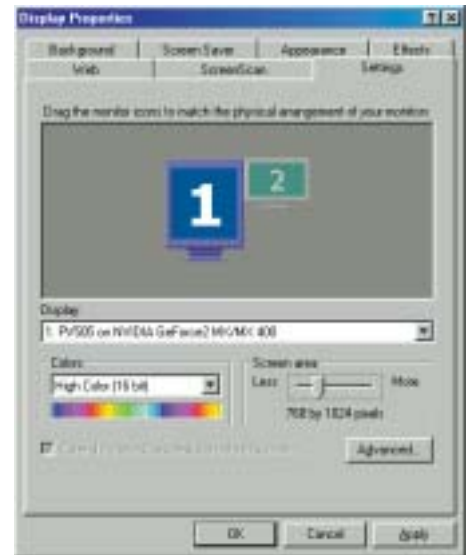 Display Properties
Background Screen Saver Appearance Effects
Web ScreenScan Settings
Drag the monitor icons to match the physical arrangement of your monitors
1
2
Display
1. PV505 on NVIDIA GeForce2 MX/MX 400
Colors
High Color (16 bit)
Screen area
Less More
768 by 1024 pixels
Advanced...
OK Cancel Apply